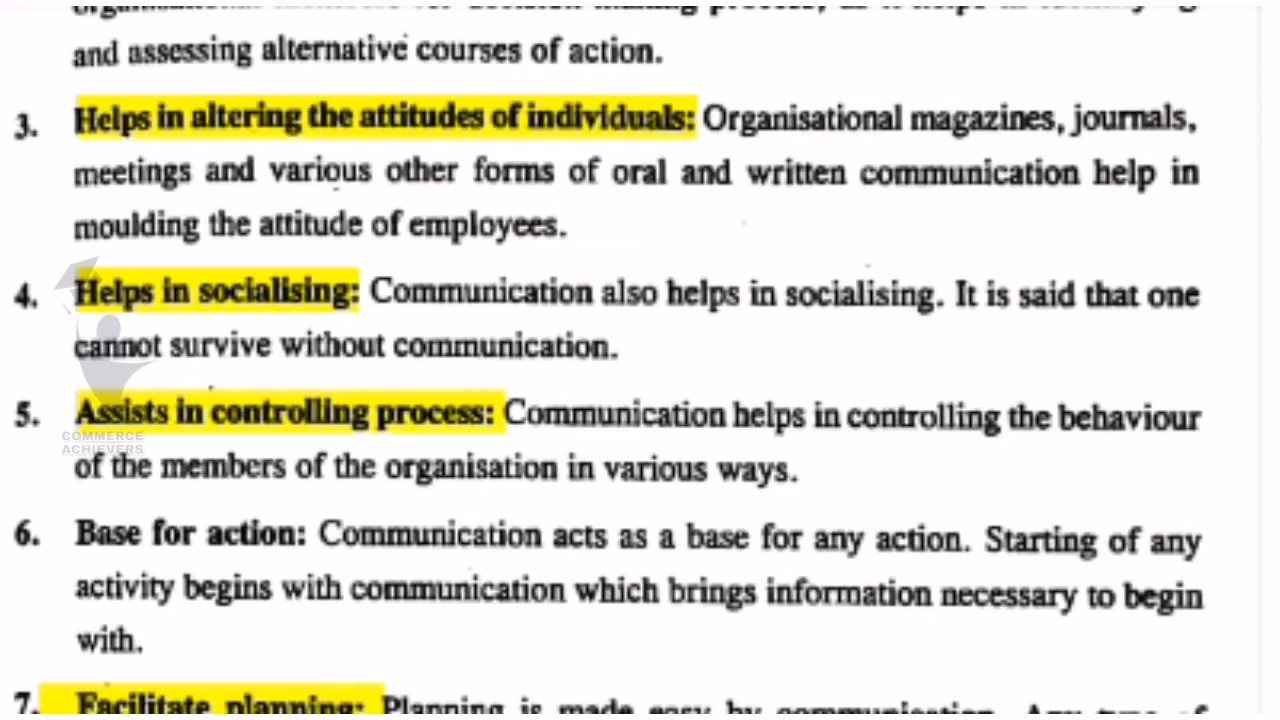 and assessing alternative courses of action.
3. Helps in altering the attitudes of individuals: Organisational magazines, journals,
meetings and various other forms of oral and written communication help in
moulding the attitude of employees.
4. Helps in socialising: Communication also helps in socialising. It is said that one
cannot survive without communication.
5. Assists in controlling process: Communication helps in controlling the behaviour
COMMERCE
ACHIEVERS
of the members of the organisation in various ways.
6. Base for action: Communication acts as a base for any action. Starting of any
activity begins with communication which brings information necessary to begin
with.
7. Facilitate planning: Planning is made easy by communication. Any type of